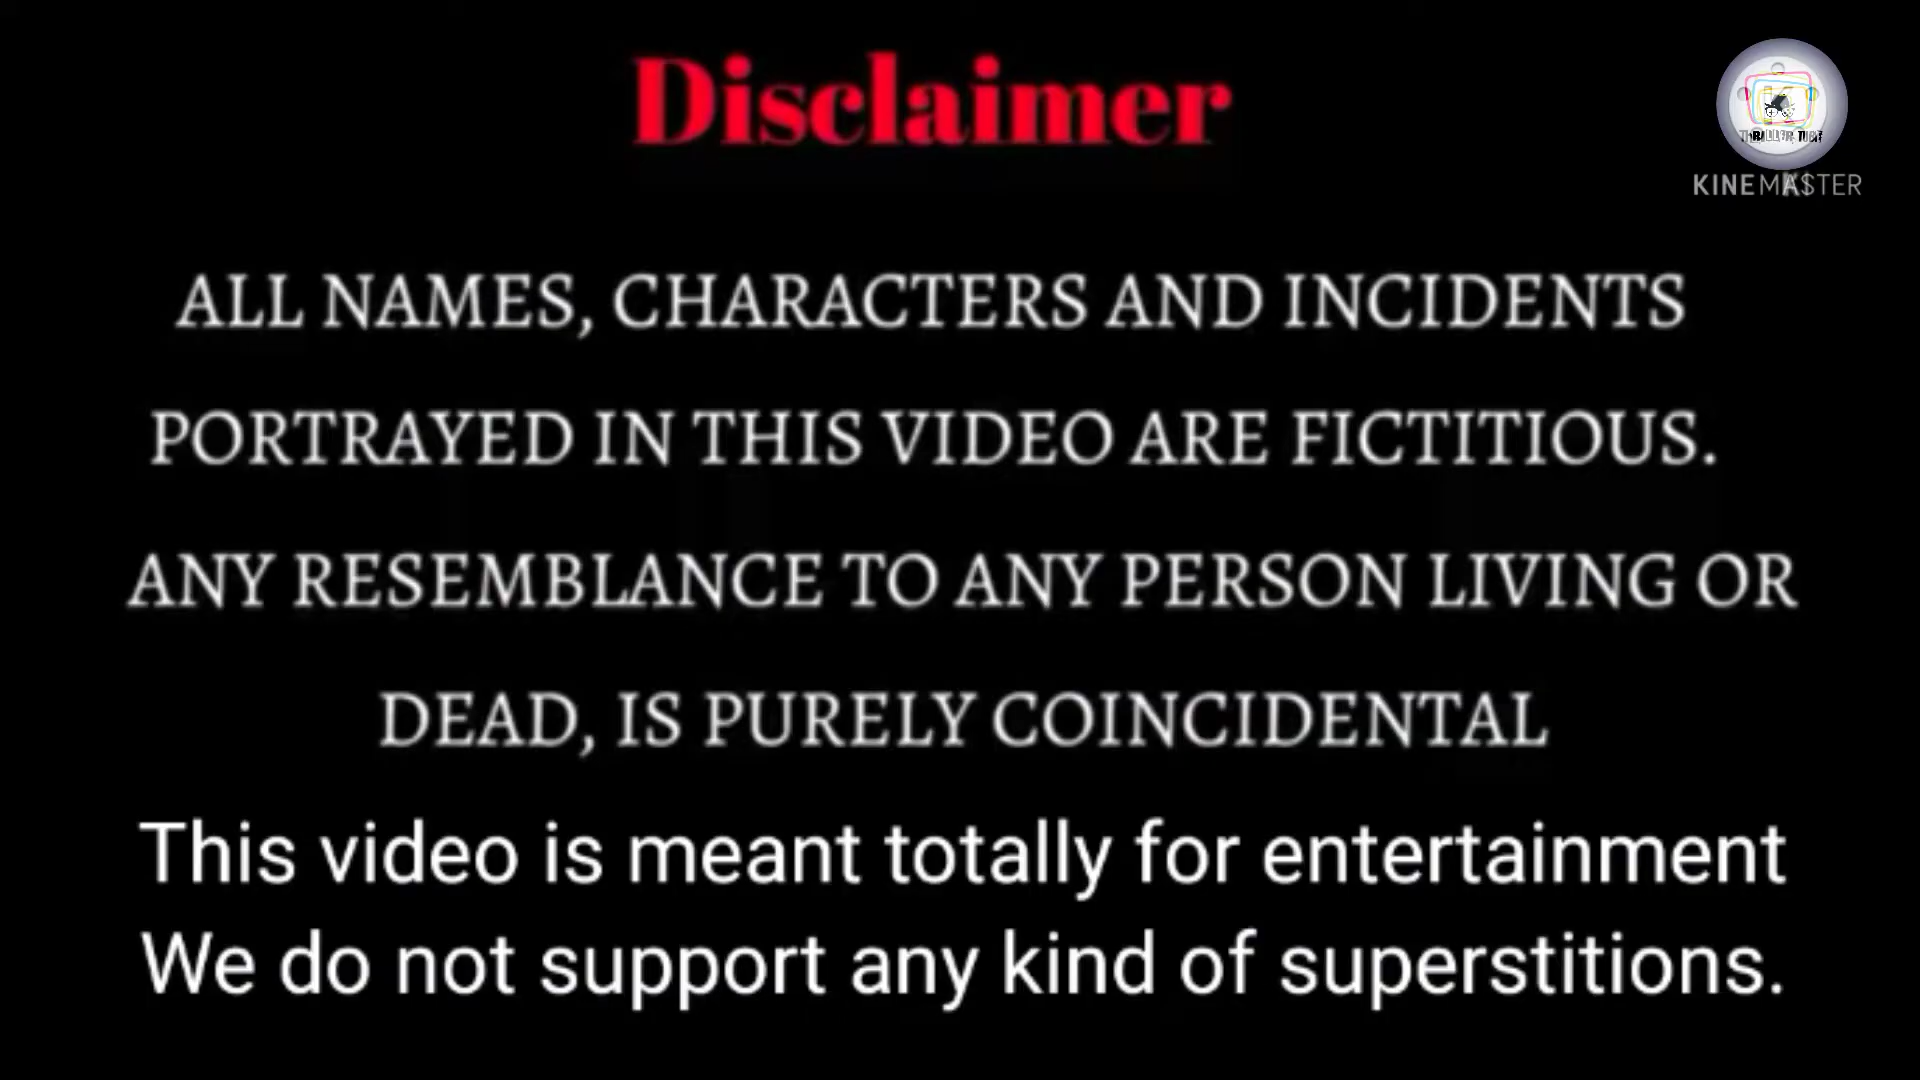 Disclaimer
KINEMASTER
ALL NAMES, CHARACTERS AND INCIDENTS
PORTRAYED IN THIS VIDEO ARE FICTITIOUS.
ANY RESEMBLANCE TO ANY PERSON LIVING OR
DEAD, IS PURELY COINCIDENTAL
This video is meant totally for entertainment
We do not support any kind of superstitions.